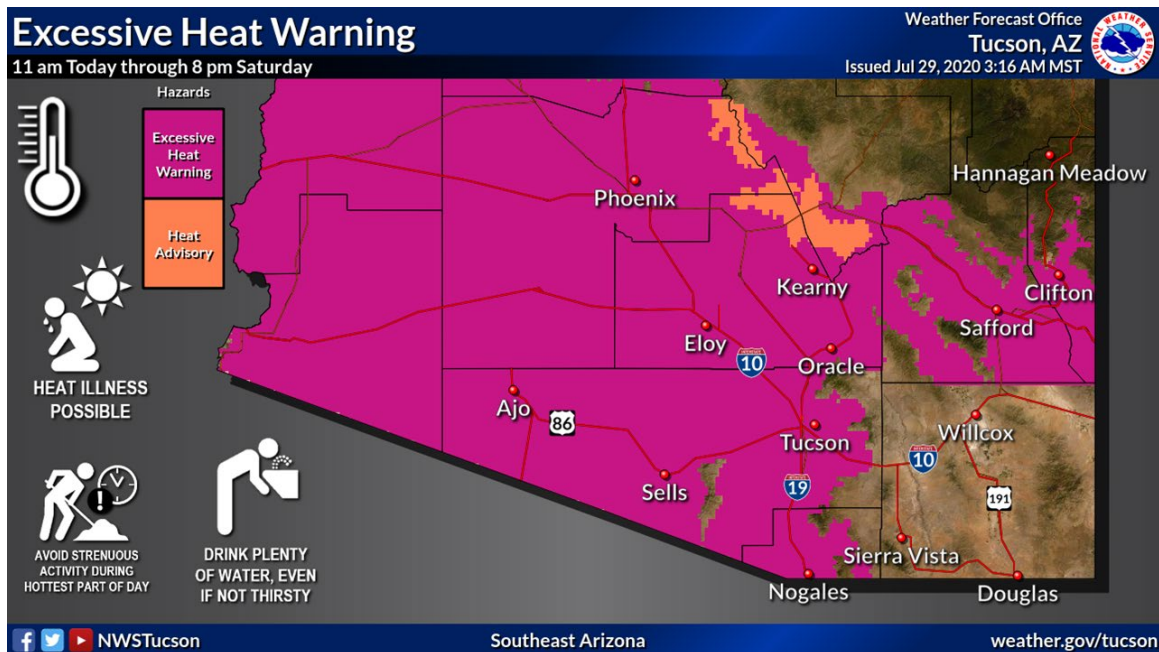 Excessive Heat Warning
11 am Today through 8 pm Saturday
Weather Forecast Office
Tucson, AZ
Issued Jul 29, 2020 3:16 AM MST
NATIONAL WEATHER SERVICE
Hazards
Excessive
Heat
Warning
Heat
Advisory
HEAT ILLNESS
POSSIBLE
AVOID STRENUOUS
ACTIVITY DURING
HOTTEST PART OF DAY
DRINK PLENTY
OF WATER, EVEN
IF NOT THIRSTY
Phoenix
Hannagan Meadow
Kearny
Clifton
Safford
Eloy
10
Oracle
Ajo
86
Tucson
Willcox
10
Sells
19
191
Sierra Vista
Nogales
Douglas
NWSTucson
Southeast Arizona
weather.gov/tucson